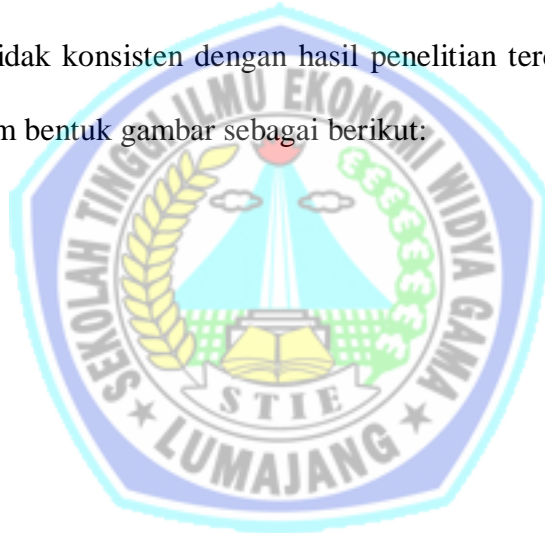 idak konsisten dengan hasil penelitian ter
m bentuk gambar sebagai berikut:
SEKOLAH TINGGI ILMU EKONOMI WIDYA GAMA
STIE
LUMAJANG